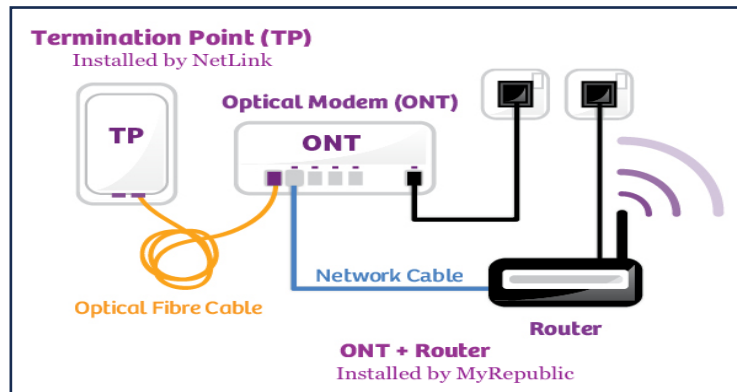 Termination Point (TP)
Installed by NetLink
Optical Modem (ONT)
TP
ONT
Network Cable
Optical Fibre Cable
Router
ONT + Router
Installed by MyRepublic